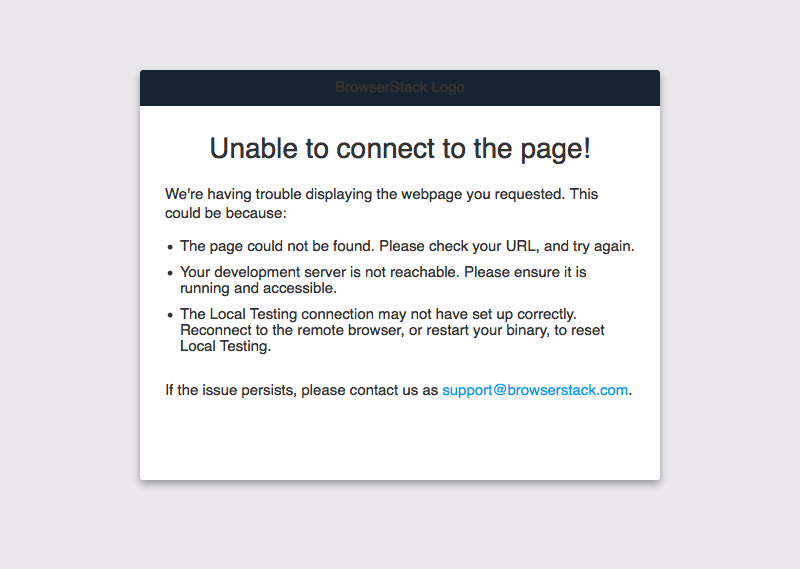 BrowserStack Logo
Unable to connect to the page!
We're having trouble displaying the webpage you requested. This
could be because:
• The page could not be found. Please check your URL, and try again.
• Your development server is not reachable. Please ensure it is
running and accessible.
• The Local Testing connection may not have set up correctly.
Reconnect to the remote browser, or restart your binary, to reset
Local Testing.
If the issue persists, please contact us as support@browserstack.com.